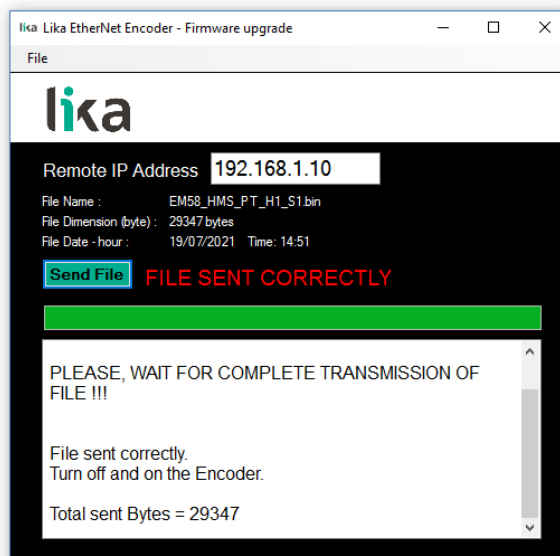 lika Lika EtherNet Encoder - Firmware upgrade
File
lika
Remote IP Address 192.168.1.10
File Name : EM58_HMS_PT_H1_S1.bin
File Dimension (byte) : 29347 bytes
File Date - hour : 19/07/2021 Time: 14:51
Send File FILE SENT CORRECTLY
PLEASE, WAIT FOR COMPLETE TRANSMISSION OF
FILE !!!
File sent correctly.
Turn off and on the Encoder.
Total sent Bytes = 29347